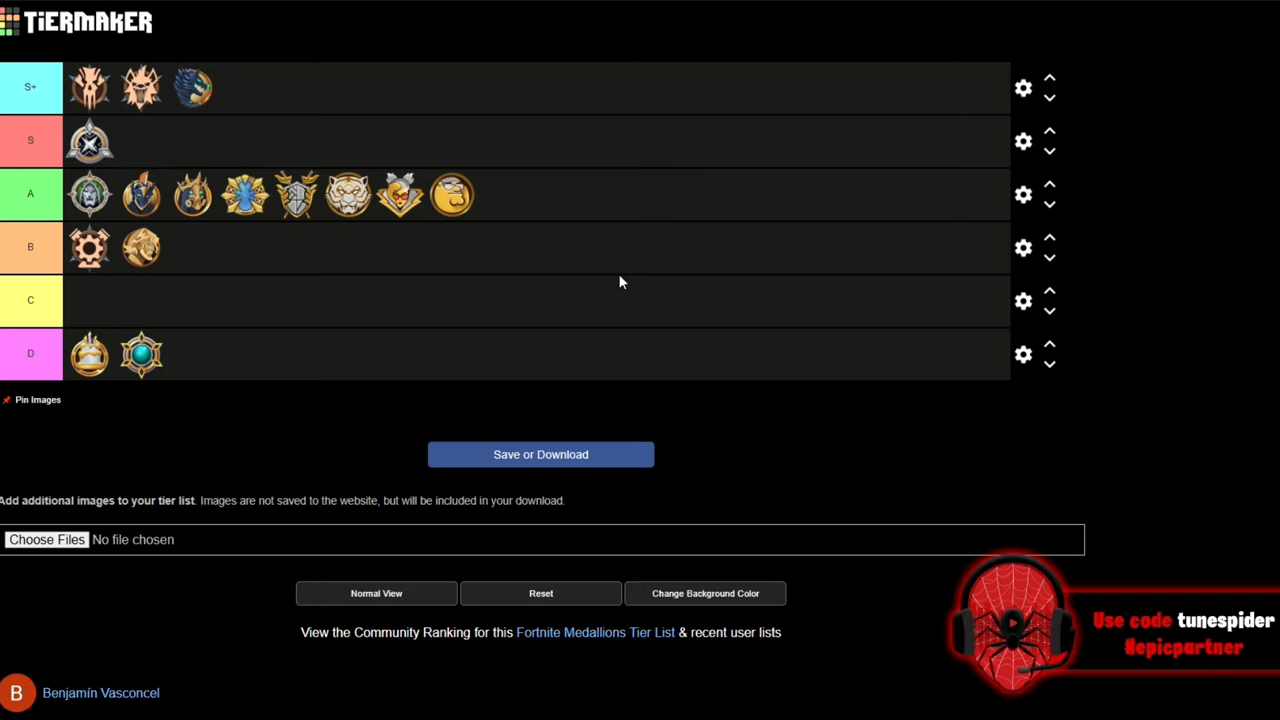 TiERMAKER
S+
S
A
B
C
D
Pin Images
Save or Download
Add additional images to your tier list. Images are not saved to the website, but will be included in your download.
Choose Files No file chosen
Normal View
Reset
Change Background Color
View the Community Ranking for this Fortnite Medallions Tier List & recent user lists
Use code tunespider
#epicpartner
B
Benjamín Vasconcel